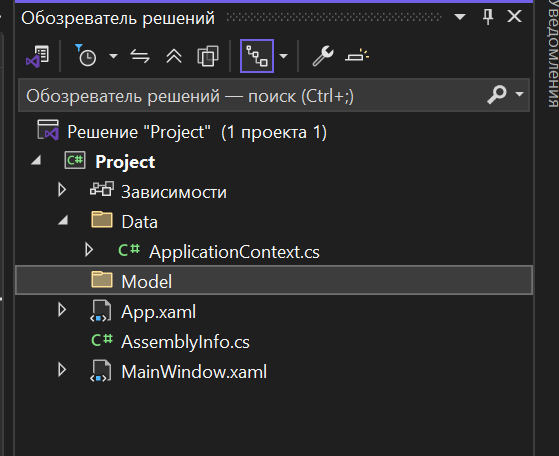 Обозреватель решений
Обозреватель решений — поиск (Ctrl+;)
Решение "Project" (1 проекта 1)
C# Project
Зависимости
Data
C# ApplicationContext.cs
Model
App.xaml
C# AssemblyInfo.cs
MainWindow.xaml
Уведомления